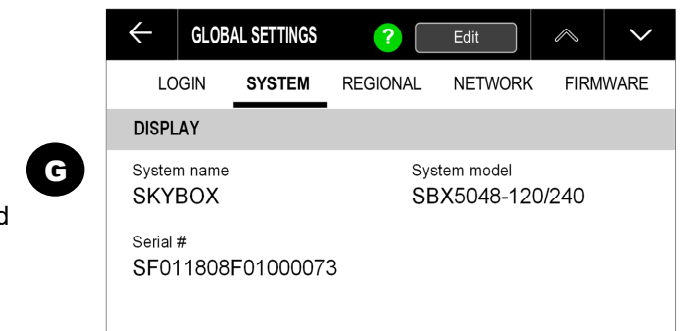 GLOBAL SETTINGS ? Edit
LOGIN SYSTEM REGIONAL NETWORK FIRMWARE
DISPLAY
System name System model
G
SKYBOX SBX5048-120/240
d
Serial #
SF011808F01000073